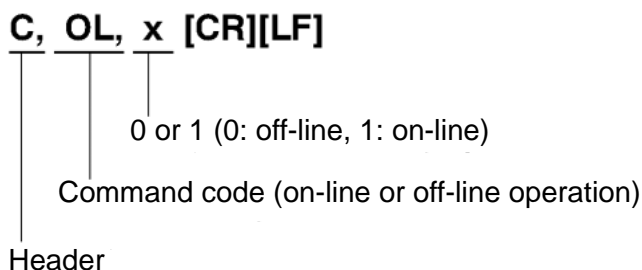 C, OL, x [CR][LF]
0 or 1 (0: off-line, 1: on-line)
Command code (on-line or off-line operation)
Header